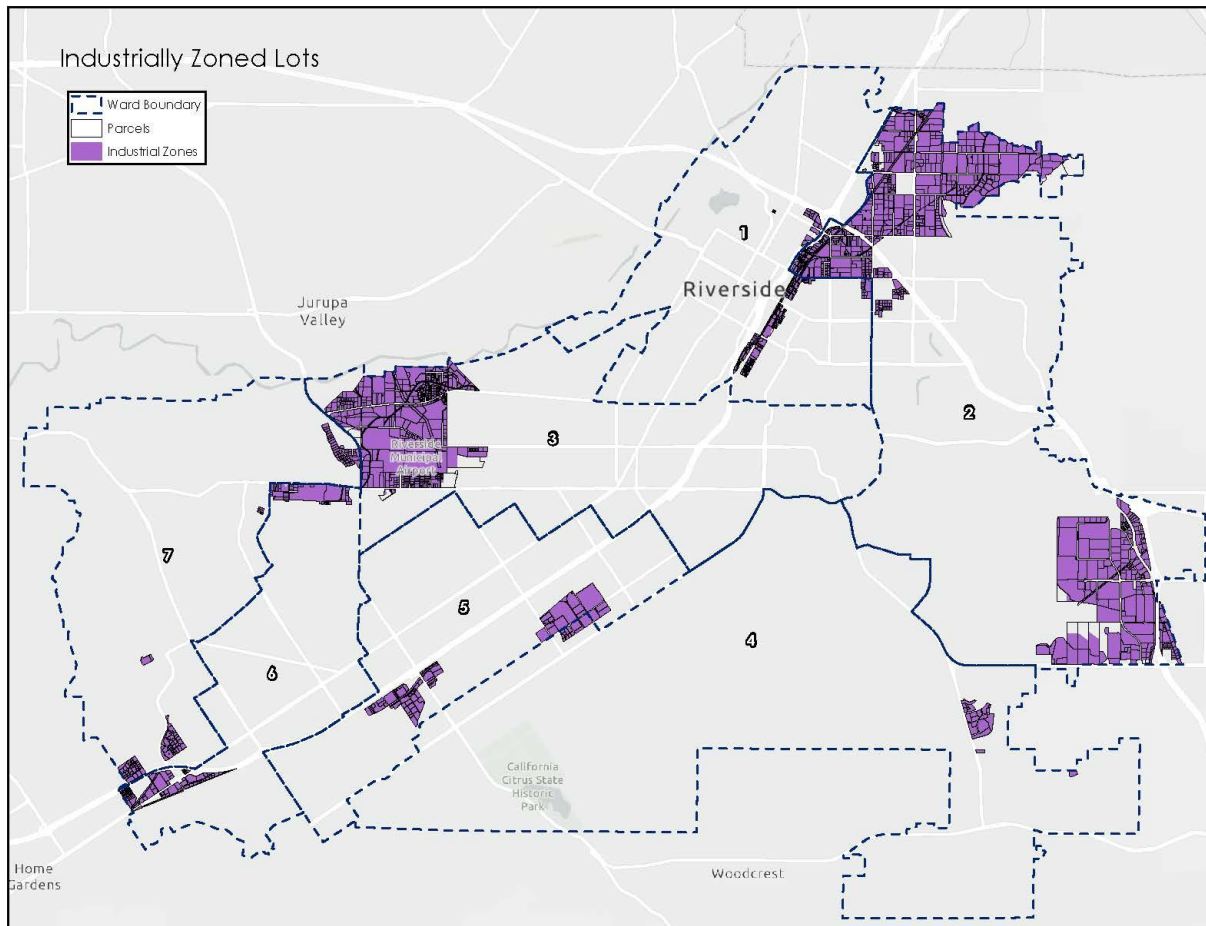 Industrially Zoned Lots
Ward Boundary
Parcels
Industrial Zones
1
Riverside
Jurupa
Valley
2
3
Riverside
Municipal
Airport
7
5
4
6
California
Citrus State
Historic
Park
Home
Gardens
Woodcrest